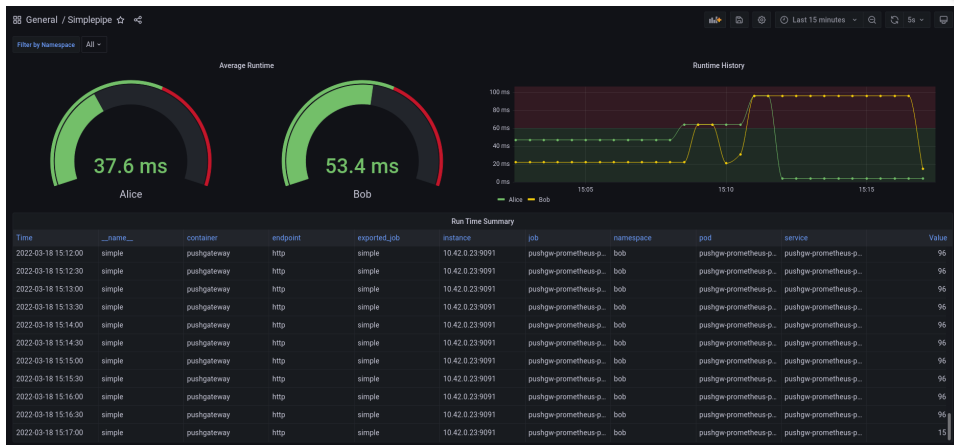 General / Simplepipe
Last 15 minutes
5s
Filter by Namespace All
Average Runtime
37.6 ms
Alice
53.4 ms
Bob
Runtime History
100 ms
80 ms
60 ms
40 ms
20 ms
0 ms
15:05 15:10 15:15
Alice Bob
Run Time Summary
Time __name__ container endpoint exported_job instance job namespace pod service Value
2022-03-18 15:12:00 simple pushgateway http simple 10.42.0.23:9091 pushgw-prometheus-p... bob pushgw-prometheus-p... pushgw-prometheus-p... 96
2022-03-18 15:12:30 simple pushgateway http simple 10.42.0.23:9091 pushgw-prometheus-p... bob pushgw-prometheus-p... pushgw-prometheus-p... 96
2022-03-18 15:13:00 simple pushgateway http simple 10.42.0.23:9091 pushgw-prometheus-p... bob pushgw-prometheus-p... pushgw-prometheus-p... 96
2022-03-18 15:13:30 simple pushgateway http simple 10.42.0.23:9091 pushgw-prometheus-p... bob pushgw-prometheus-p... pushgw-prometheus-p... 96
2022-03-18 15:14:00 simple pushgateway http simple 10.42.0.23:9091 pushgw-prometheus-p... bob pushgw-prometheus-p... pushgw-prometheus-p... 96
2022-03-18 15:14:30 simple pushgateway http simple 10.42.0.23:9091 pushgw-prometheus-p... bob pushgw-prometheus-p... pushgw-prometheus-p... 96
2022-03-18 15:15:00 simple pushgateway http simple 10.42.0.23:9091 pushgw-prometheus-p... bob pushgw-prometheus-p... pushgw-prometheus-p... 96
2022-03-18 15:15:30 simple pushgateway http simple 10.42.0.23:9091 pushgw-prometheus-p... bob pushgw-prometheus-p... pushgw-prometheus-p... 96
2022-03-18 15:16:00 simple pushgateway http simple 10.42.0.23:9091 pushgw-prometheus-p... bob pushgw-prometheus-p... pushgw-prometheus-p... 96
2022-03-18 15:16:30 simple pushgateway http simple 10.42.0.23:9091 pushgw-prometheus-p... bob pushgw-prometheus-p... pushgw-prometheus-p... 96
2022-03-18 15:17:00 simple pushgateway http simple 10.42.0.23:9091 pushgw-prometheus-p... bob pushgw-prometheus-p... pushgw-prometheus-p... 15